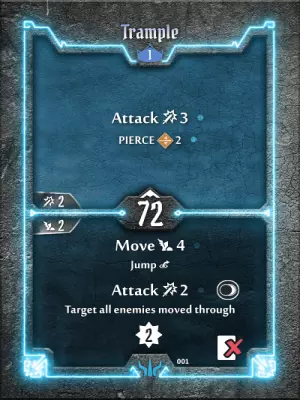 Trample
1
Attack 3
PIERCE 2
2
72
2
Move 4
Jump
Attack 2
Target all enemies moved through
2
001